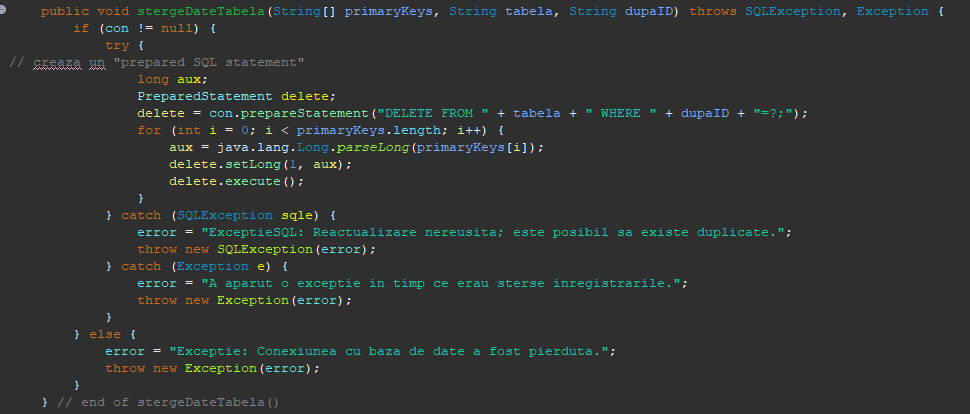 public void stergeDateTabela(String[] primaryKeys, String tabela, String dupaID) throws SQLException, Exception {
if (con != null) {
try {
// creaza un "prepared SQL statement"
long aux;
PreparedStatement delete;
delete = con.prepareStatement("DELETE FROM " + tabela + " WHERE " + dupaID + "=?;");
for (int i = 0; i < primaryKeys.length; i++) {
aux = java.lang.Long.parseLong(primaryKeys[i]);
delete.setLong(1, aux);
delete.execute();
}
} catch (SQLException sqle) {
error = "ExceptieSQL: Reactualizare nereusita; este posibil sa existe duplicate.";
throw new SQLException(error);
} catch (Exception e) {
error = "A aparut o exceptie in timp ce erau sterse inregistrarile.";
throw new Exception(error);
}
} else {
error = "Exceptie: Conexiunea cu baza de date a fost pierduta.";
throw new Exception(error);
}
} // end of stergeDateTabela()